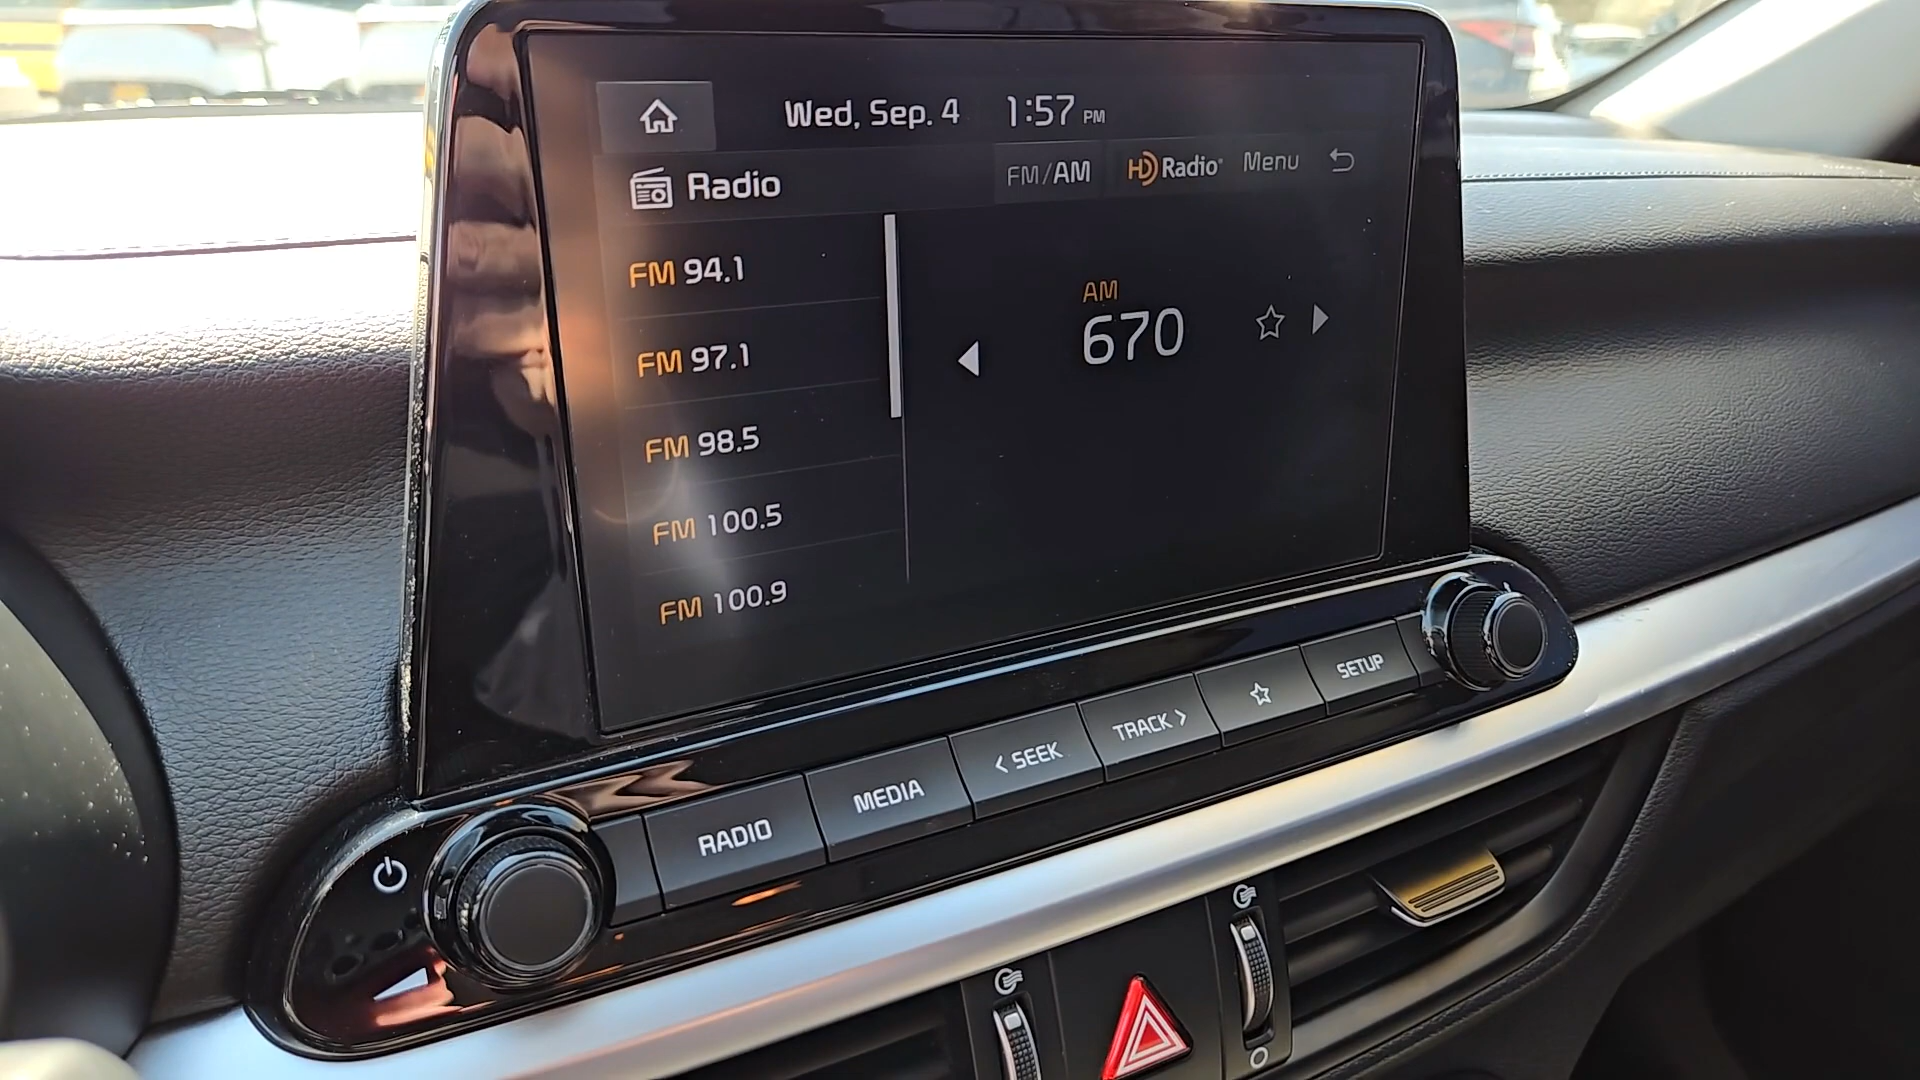 Wed, Sep. 4 1:57 PM
Radio FM/AM HD Radio® Menu
FM 94.1
FM 97.1
FM 98.5
FM 100.5
FM 100.9
AM
670
RADIO MEDIA < SEEK TRACK > SETUP